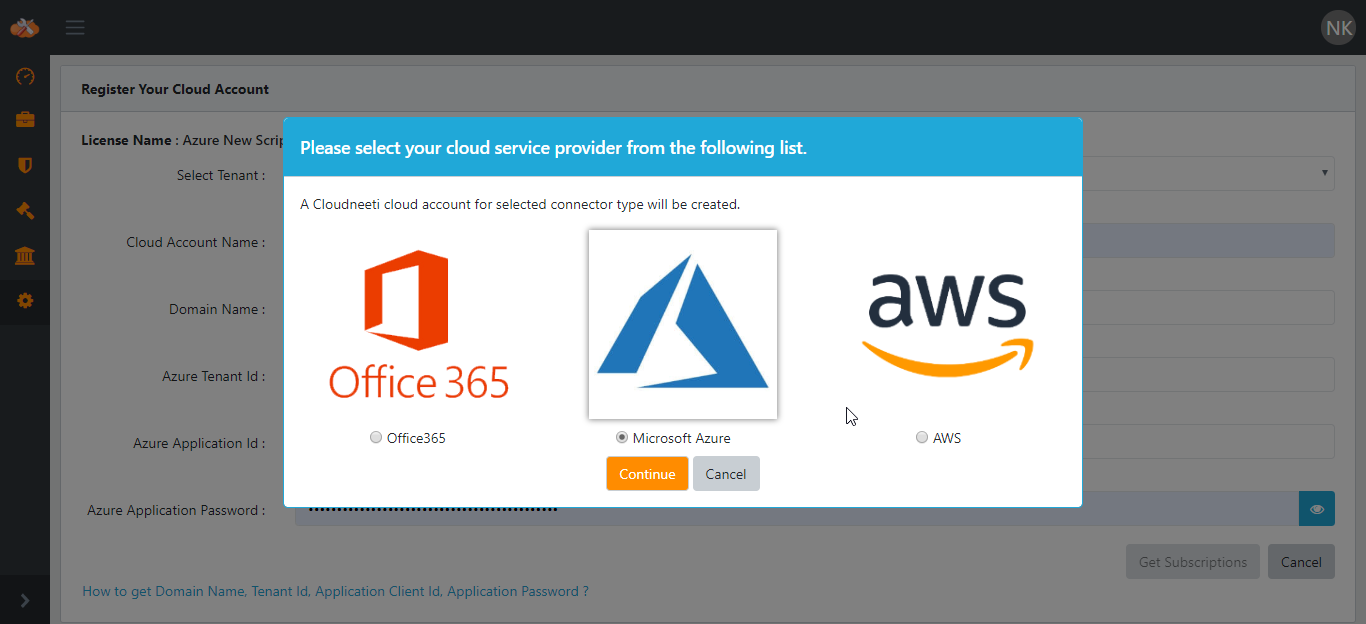 NK
Register Your Cloud Account
License Name : Azure New Scrip
Please select your cloud service provider from the following list.
A Cloudneeti cloud account for selected connector type will be created.
Select Tenant :
Cloud Account Name :
Domain Name :
Azure Tenant Id :
Azure Application Id :
Azure Application Password :
Office 365
aws
Office365
Microsoft Azure
AWS
Continue
Cancel
Get Subscriptions
Cancel
How to get Domain Name, Tenant Id, Application Client Id, Application Password ?